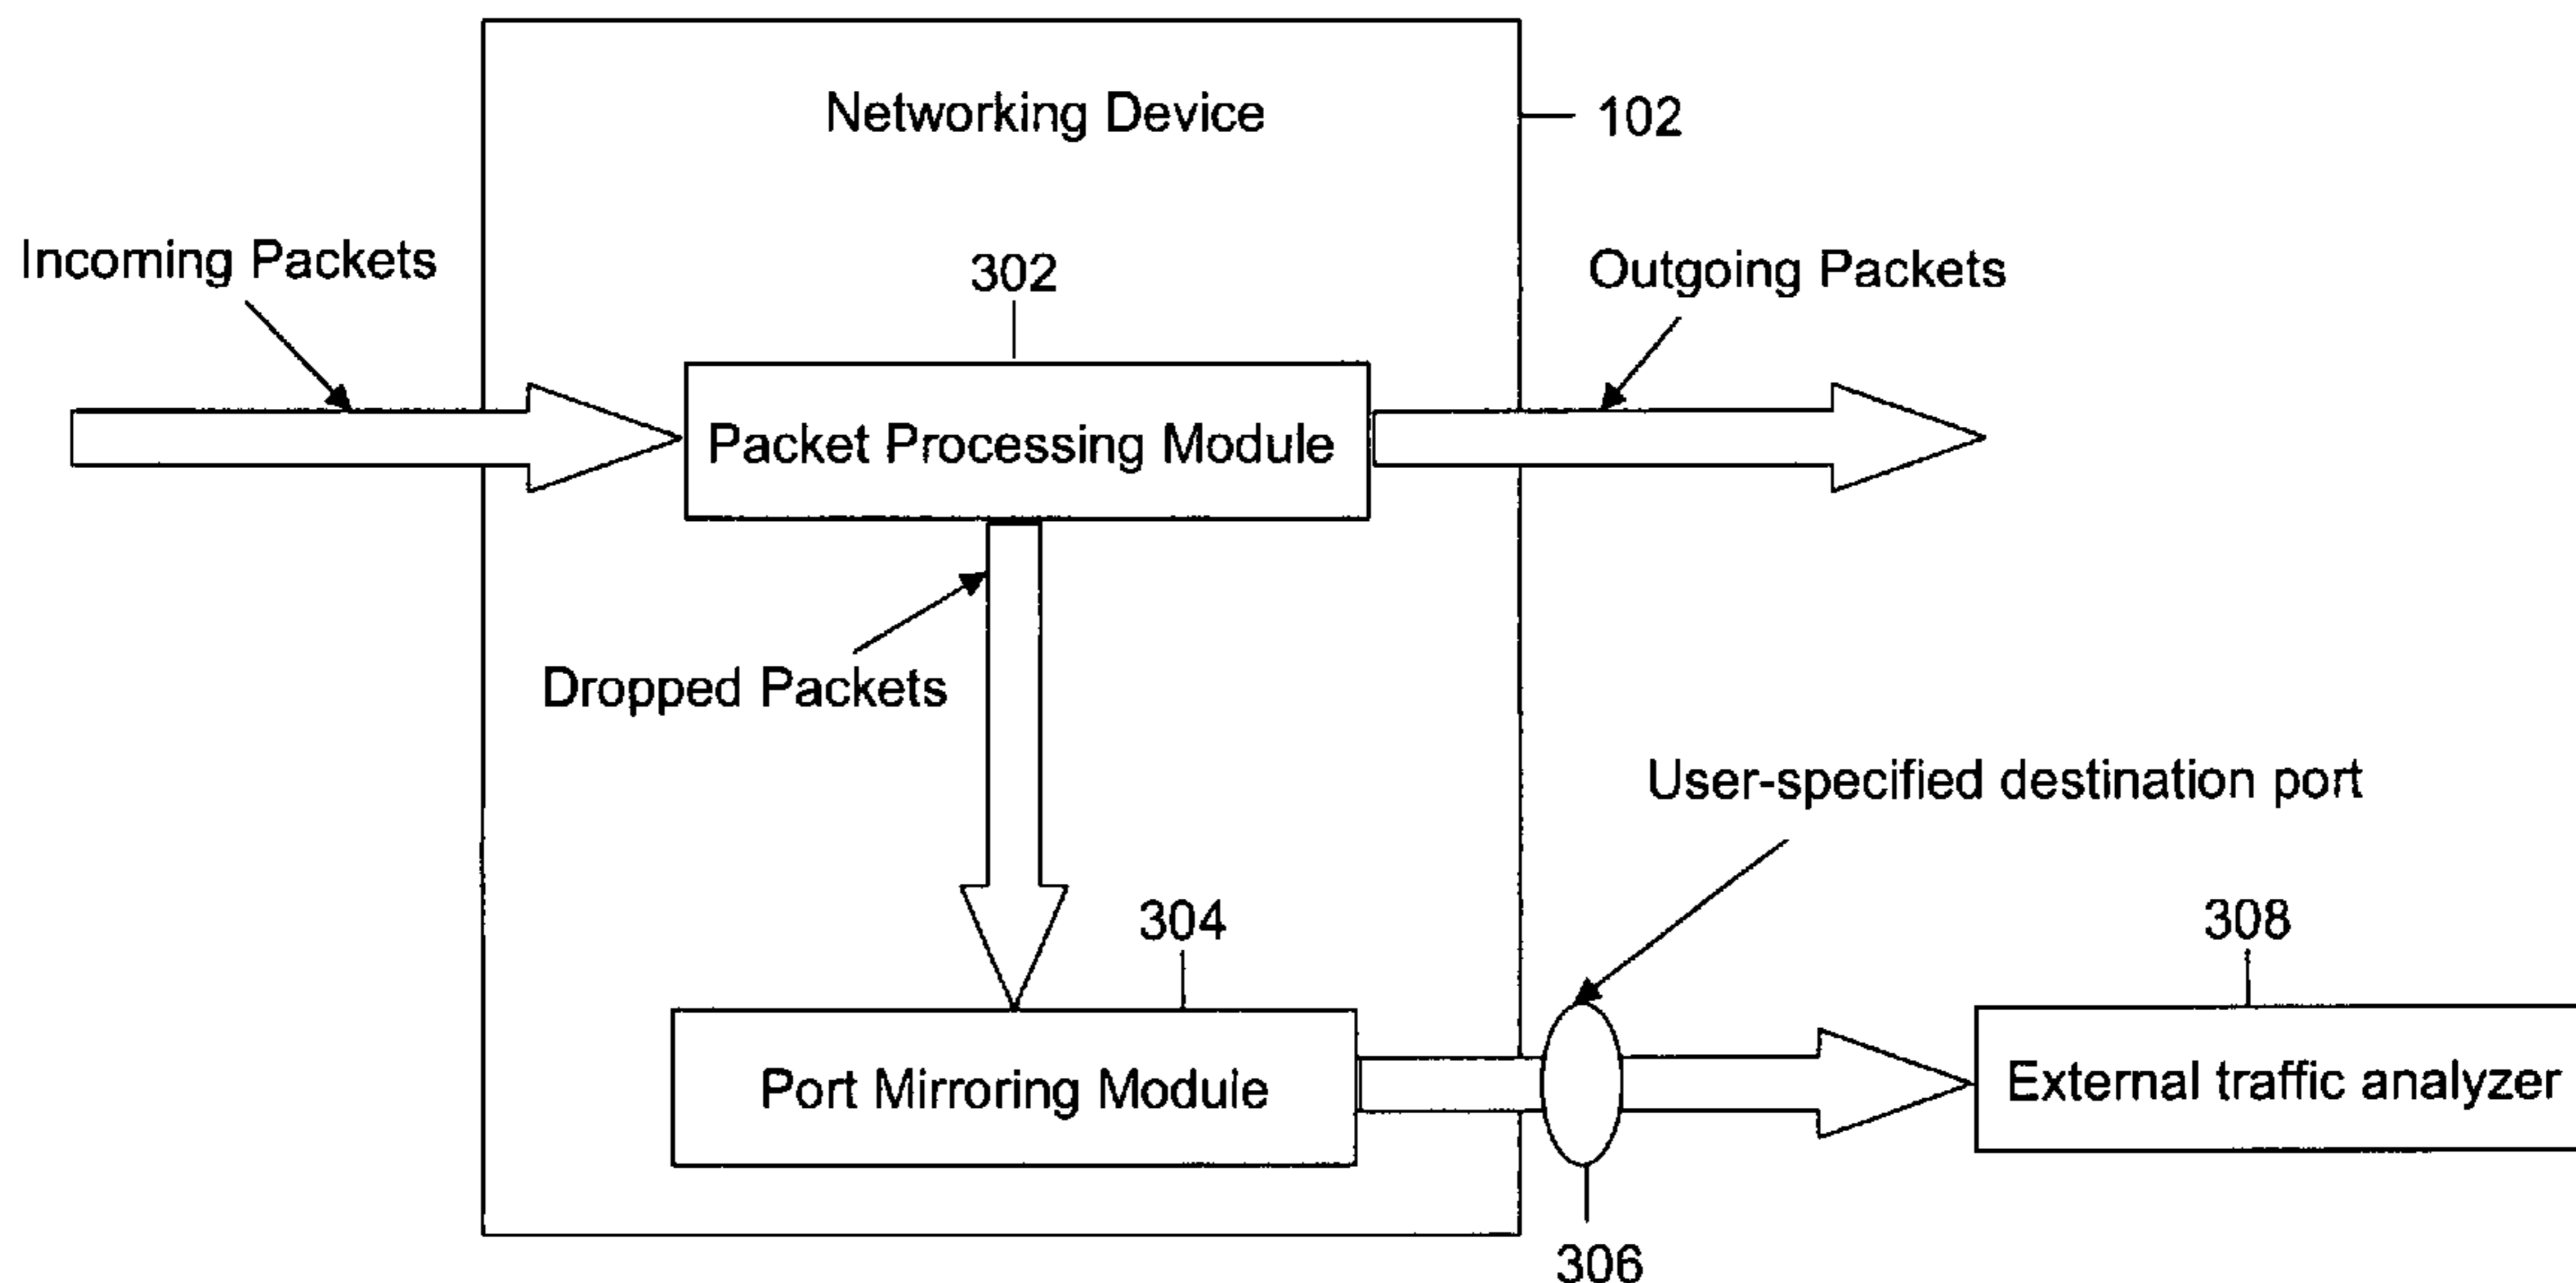 Networking Device
102
Incoming Packets
302
Outgoing Packets
Packet Processing Module
Dropped Packets
User-specified destination port
304
308
Port Mirroring Module
External traffic analyzer
306